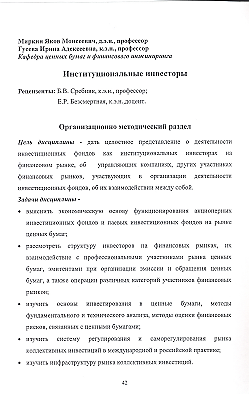 Миркин Яков Моисеевич, д.э.н., профессор
Гусева Ирина Алексеевна, к.э.н., профессор
Кафедра ценных бумаг и финансового инжиниринга
Институциональные инвесторы
Рецензенты: Б.В. Сребник, к.э.н., профессор;
Е.Р. Безсмертная, к.э.н. доцент.
Организационно методический раздел
Цель дисциплины - дать целостное представление о деятельности
инвестиционных фондов как институциональных инвесторах на
финансовом рынке, об управляющих компаниях, других участниках
финансовых рынков, участвующих в организации деятельности
инвестиционных фондов, об их взаимодействии между собой.
Задачи дисциплины -
• выяснить экономическую основу функционирования акционерных
инвестиционных фондов и паевых инвестиционных фондов на рынке
ценных бумаг;
• рассмотреть структуру инвесторов на финансовых рынках, их
взаимодействие с профессиональными участниками рынка ценных
бумаг, эмитентами при организации эмиссии и обращения ценных
бумаг, а также операции различных категорий участников финансовых
рынков;
• изучить основы инвестирования в ценные бумаги, методы
фундаментального и технического анализа, методы оценки финансовых
рисков, связанных с ценными бумагами;
• изучить систему регулирования и саморегулирования рынка
коллективных инвестиций в международной и российской практике;
• изучить инфраструктуру рынка коллективных инвестиций.
42